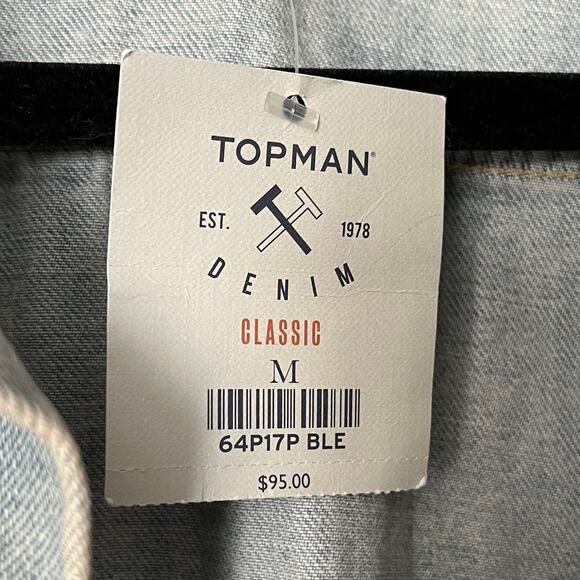 TOPMAN®
EST. 1978
DENIM
CLASSIC
M
64P17P BLE
$95.00